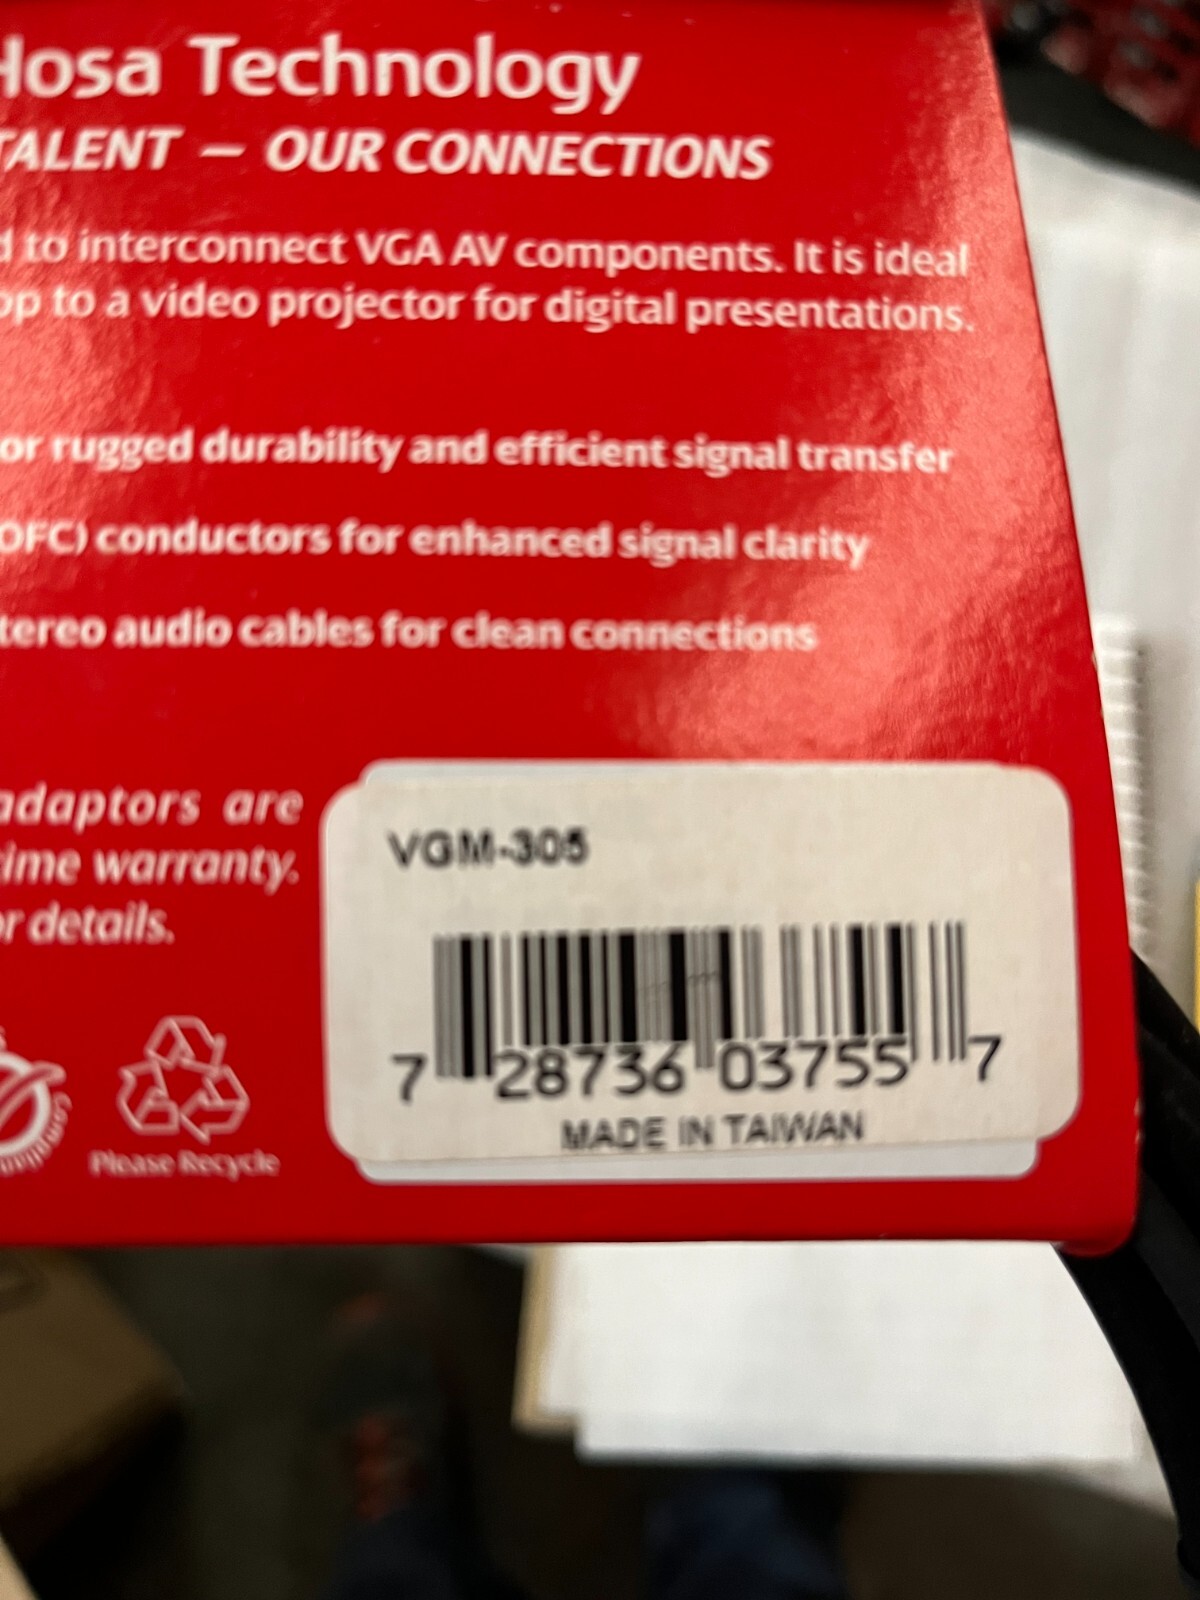 Hosa Technology
TALENT — OUR CONNECTIONS
to interconnect VGA AV components. It is ideal
to a video projector for digital presentations.
or rugged durability and efficient signal transfer
OFC) conductors for enhanced signal clarity
tereo audio cables for clean connections
adaptors are
ime warranty.
or details.
VGM-305
7 28736 03755 7
MADE IN TAIWAN
Please Recycle